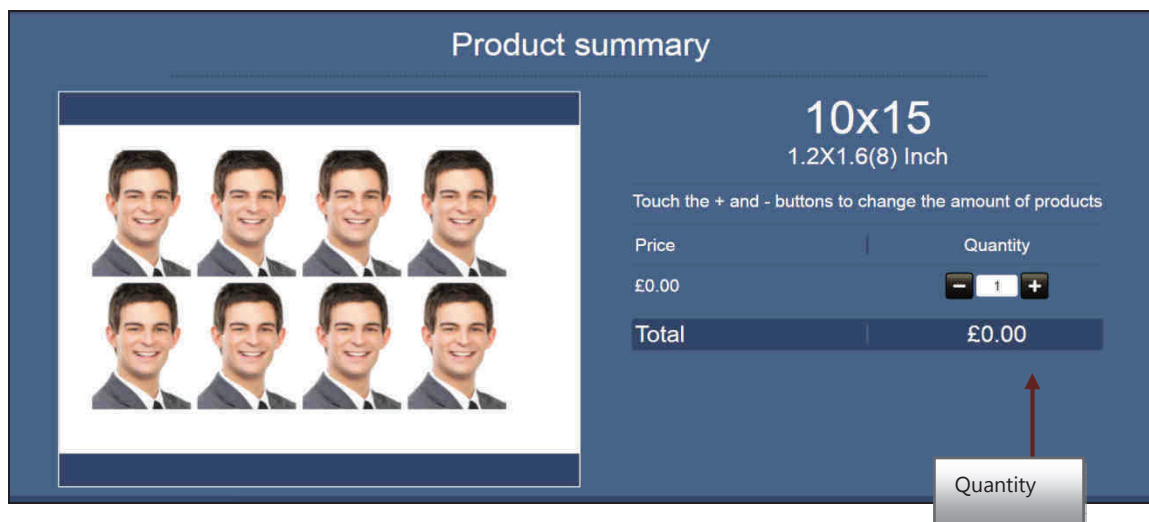 Product summary
10x15
1.2X1.6(8) Inch
Touch the + and - buttons to change the amount of products
Price | Quantity
£0.00 - 1 +
Total | £0.00
Quantity